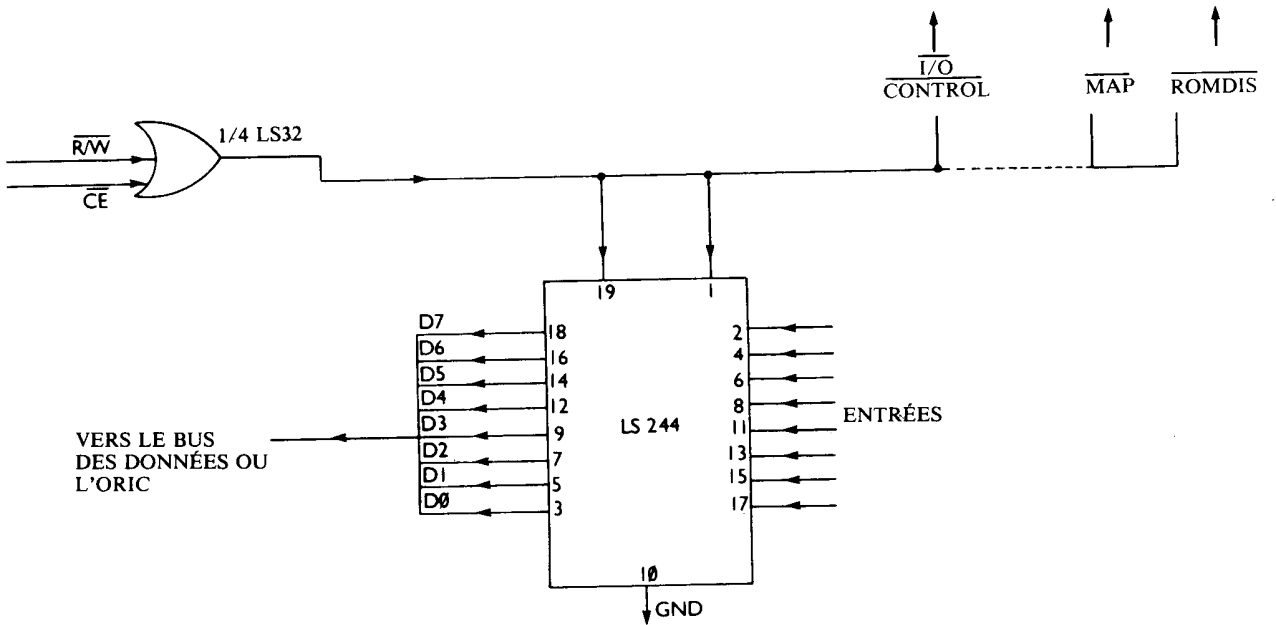 I/O
CONTROL
MAP
ROMDIS
R/W
1/4 LS32
CE
19
1
D7
18
2
D6
16
4
D5
14
6
D4
12
8
D3
9
LS 244
11
ENTRÉES
D2
7
13
D1
5
15
D0
3
17
VERS LE BUS
DES DONNÉES OU
L'ORIC
10
GND